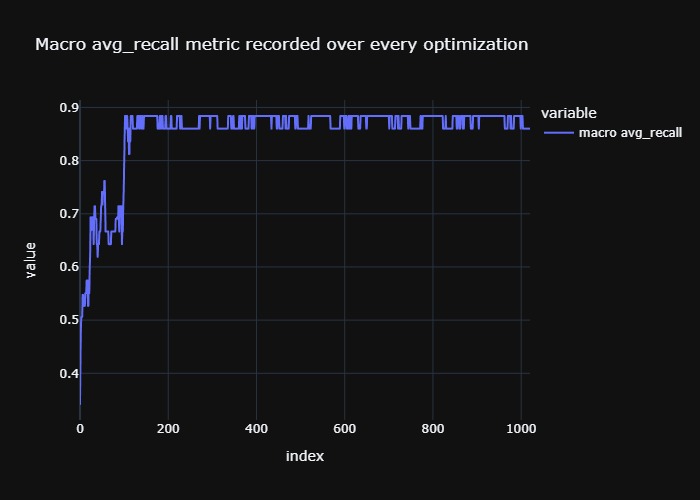 Macro avg_recall metric recorded over every optimization
variable
macro avg_recall
value
0.9
0.8
0.7
0.6
0.5
0.4
0
200
400
600
800
1000
index